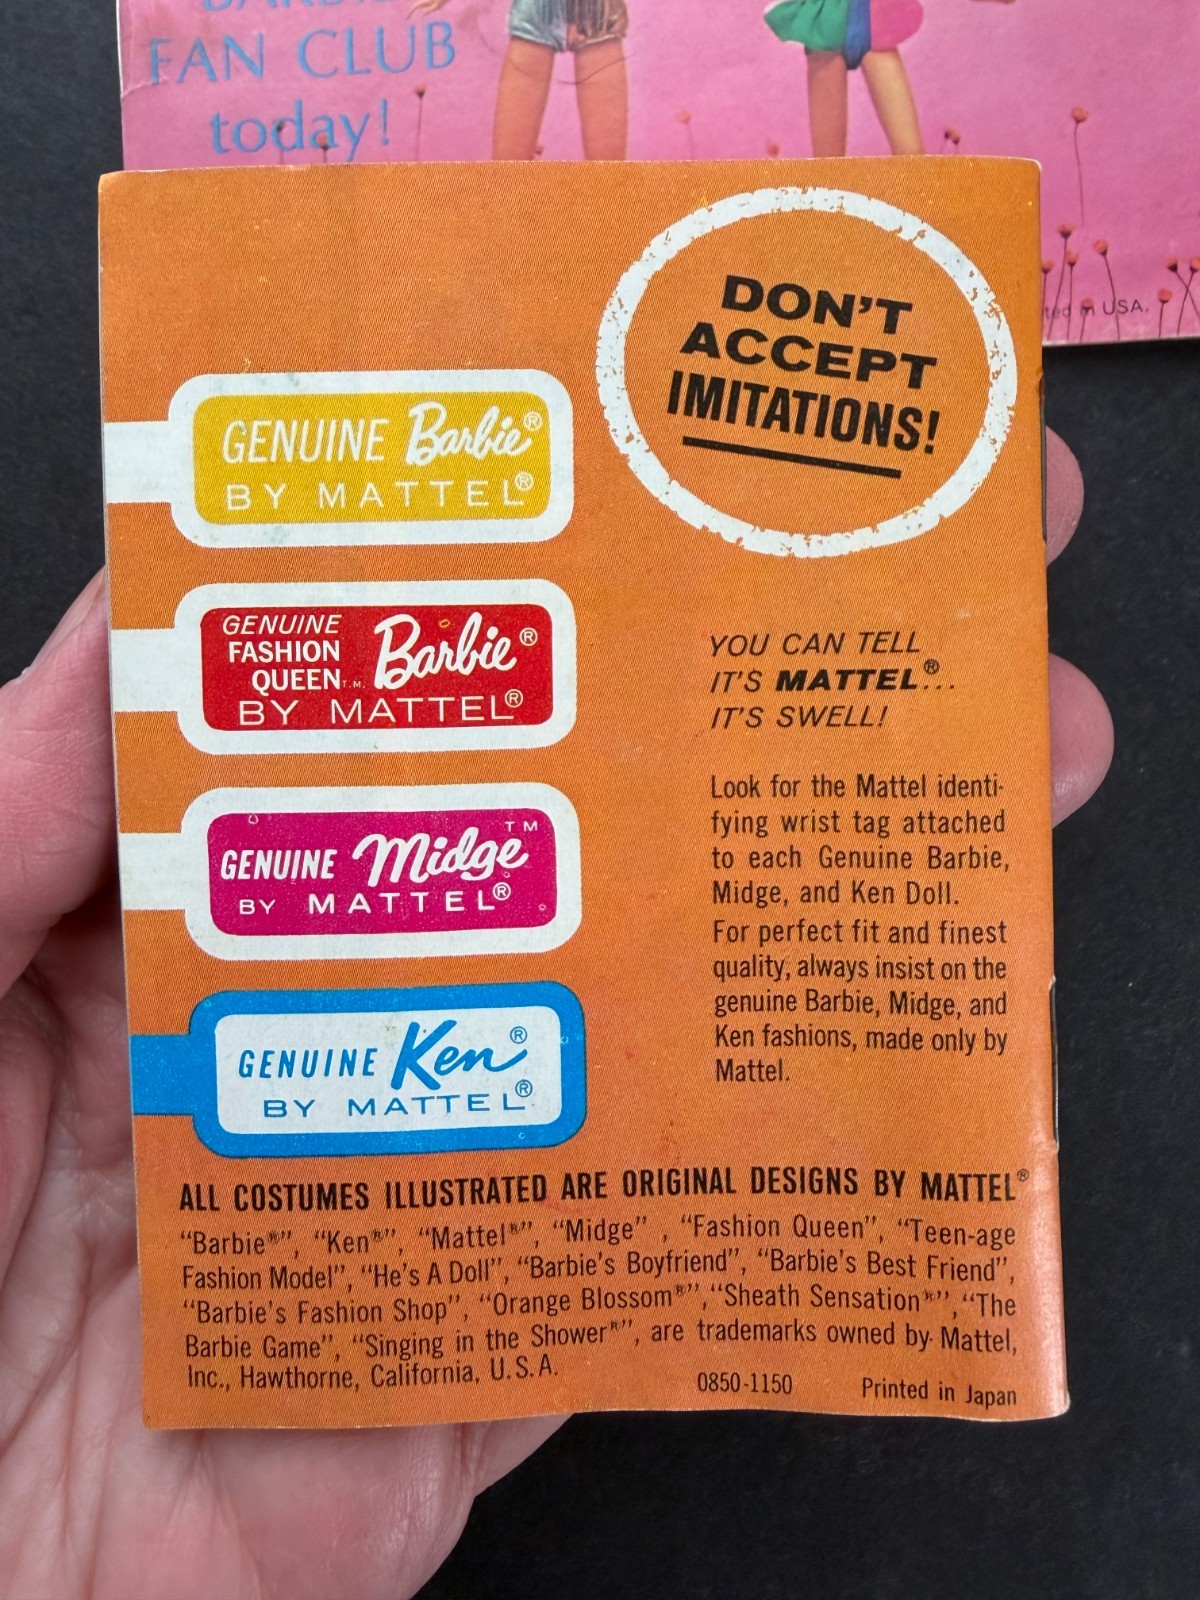 FAN CLUB
today!
in USA.
DON'T
ACCEPT
IMITATIONS!
GENUINE Barbie®
BY MATTEL®
GENUINE
FASHION
QUEEN T.M. Barbie®
BY MATTEL®
GENUINE Midge™
BY MATTEL®
GENUINE Ken®
BY MATTEL®
YOU CAN TELL
IT'S MATTEL®...
IT'S SWELL!
Look for the Mattel identi-
fying wrist tag attached
to each Genuine Barbie,
Midge, and Ken Doll.
For perfect fit and finest
quality, always insist on the
genuine Barbie, Midge, and
Ken fashions, made only by
Mattel.
ALL COSTUMES ILLUSTRATED ARE ORIGINAL DESIGNS BY MATTEL®
“Barbie®”, “Ken®”, “Mattel®”, “Midge” , “Fashion Queen”, “Teen-age
Fashion Model”, “He's A Doll”, “Barbie's Boyfriend”, “Barbie's Best Friend”,
“Barbie's Fashion Shop”, “Orange Blossom®”, “Sheath Sensation®”, “The
Barbie Game”, “Singing in the Shower®”, are trademarks owned by Mattel,
Inc., Hawthorne, California, U.S.A.
0850-1150 Printed in Japan